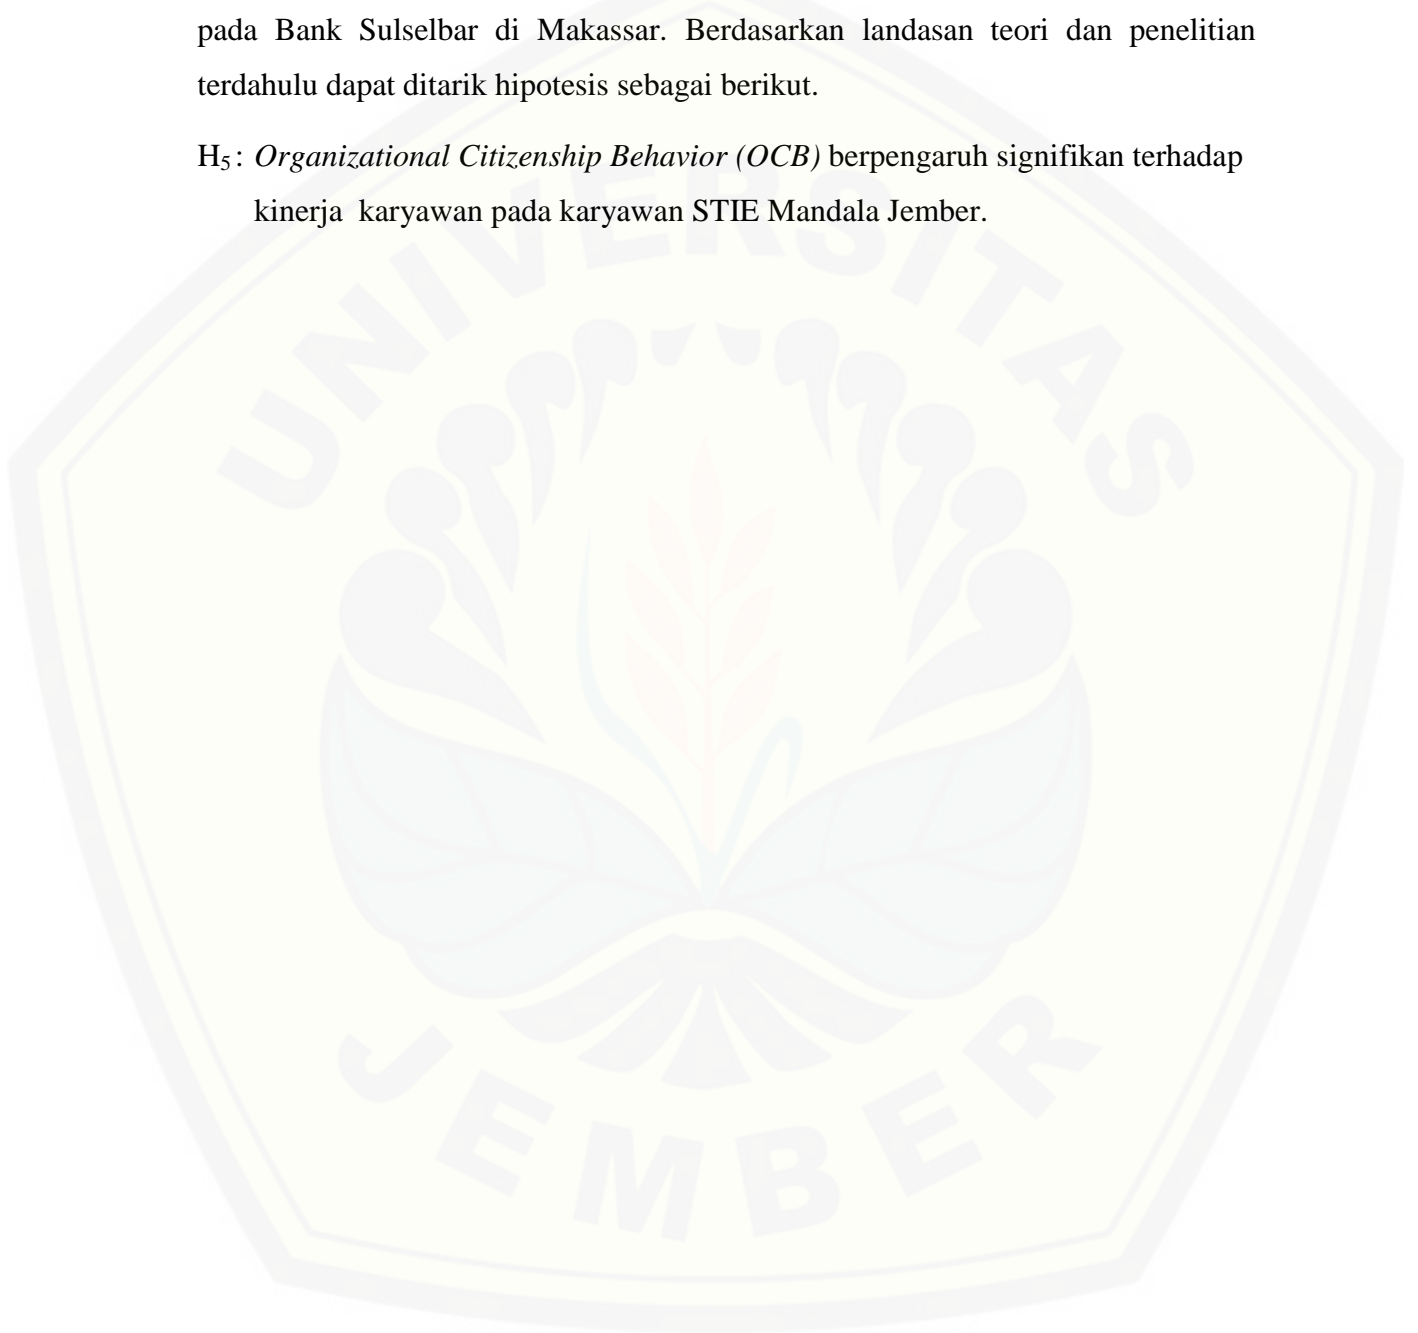 pada Bank Sulselbar di Makassar. Berdasarkan landasan teori dan penelitian
terdahulu dapat ditarik hipotesis sebagai berikut.
H₅ : Organizational Citizenship Behavior (OCB) berpengaruh signifikan terhadap
kinerja karyawan pada karyawan STIE Mandala Jember.
UNIVERSITAS
JEMBER